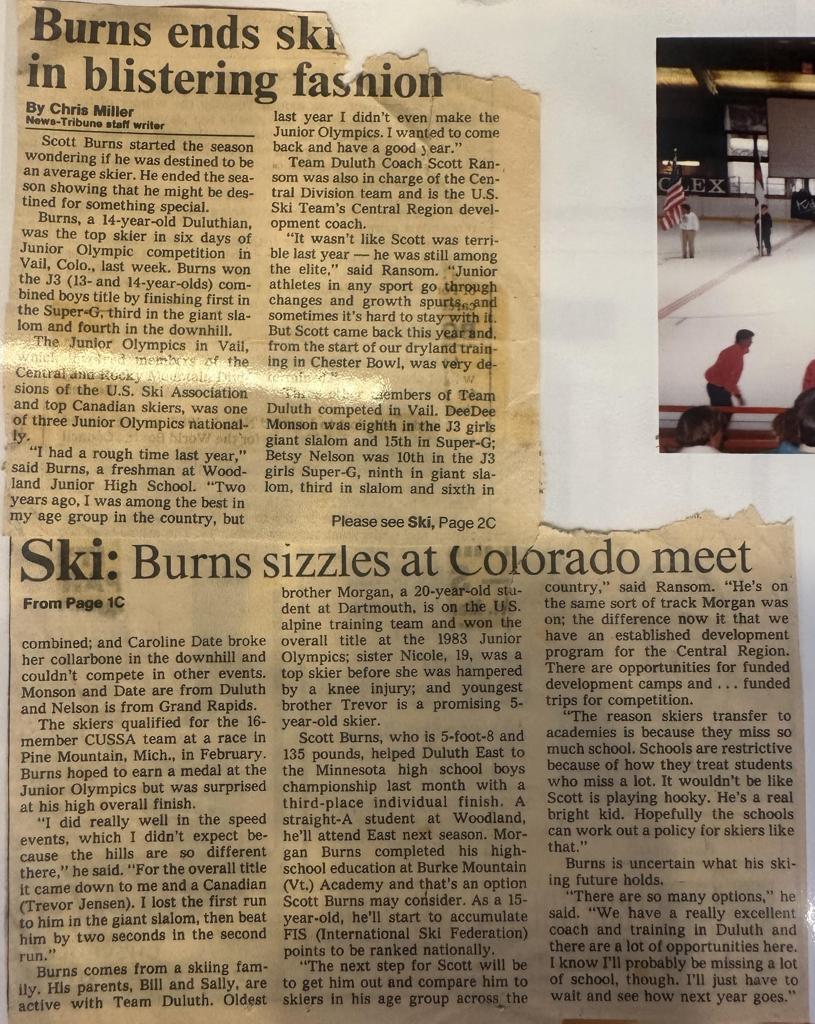 Burns ends ski
in blistering fashion
By Chris Miller
News-Tribune staff writer
Scott Burns started the season
wondering if he was destined to be
an average skier. He ended the sea-
son showing that he might be des-
tined for something special.
Burns, a 14-year-old Duluthian,
was the top skier in six days of
Junior Olympic competition in
Vail, Colo., last week. Burns won
the J3 (13- and 14-year-olds) com-
bined boys title by finishing first in
the Super-G, third in the giant sla-
lom and fourth in the downhill.
The Junior Olympics in Vail,
which members of the
Central and Rocky
sions of the U.S. Ski Association
and top Canadian skiers, was one
of three Junior Olympics national-
ly.
"I had a rough time last year,"
said Burns, a freshman at Wood-
land Junior High School. "Two
years ago, I was among the best in
my age group in the country, but
last year I didn't even make the
Junior Olympics. I wanted to come
back and have a good year."
Team Duluth Coach Scott Ran-
som was also in charge of the Cen-
tral Division team and is the U.S.
Ski Team's Central Region devel-
opment coach.
"It wasn't like Scott was terri-
ble last year — he was still among
the elite," said Ransom. "Junior
athletes in any sport go through
changes and growth spurts, and
sometimes it's hard to stay with it.
But Scott came back this year and,
from the start of our dryland train-
ing in Chester Bowl, was very de-
members of Team
Duluth competed in Vail. DeeDee
Monson was eighth in the J3 girls
giant slalom and 15th in Super-G;
Betsy Nelson was 10th in the J3
girls Super-G, ninth in giant sla-
lom, third in slalom and sixth in
Please see Ski, Page 2C
Ski: Burns sizzles at Colorado meet
From Page 1C
combined; and Caroline Date broke
her collarbone in the downhill and
couldn't compete in other events.
Monson and Date are from Duluth
and Nelson is from Grand Rapids.
The skiers qualified for the 16-
member CUSSA team at a race in
Pine Mountain, Mich., in February.
Burns hoped to earn a medal at the
Junior Olympics but was surprised
at his high overall finish.
"I did really well in the speed
events, which I didn't expect be-
cause the hills are so different
there," he said. "For the overall title
it came down to me and a Canadian
(Trevor Jensen). I lost the first run
to him in the giant slalom, then beat
him by two seconds in the second
run."
Burns comes from a skiing fam-
ily. His parents, Bill and Sally, are
active with Team Duluth. Oldest
brother Morgan, a 20-year-old stu-
dent at Dartmouth, is on the U.S.
alpine training team and won the
overall title at the 1983 Junior
Olympics; sister Nicole, 19, was a
top skier before she was hampered
by a knee injury; and youngest
brother Trevor is a promising 5-
year-old skier.
Scott Burns, who is 5-foot-8 and
135 pounds, helped Duluth East to
the Minnesota high school boys
championship last month with a
third-place individual finish. A
straight-A student at Woodland,
he'll attend East next season. Mor-
gan Burns completed his high-
school education at Burke Mountain
(Vt.) Academy and that's an option
Scott Burns may consider. As a 15-
year-old, he'll start to accumulate
FIS (International Ski Federation)
points to be ranked nationally.
"The next step for Scott will be
to get him out and compare him to
skiers in his age group across the
country," said Ransom. "He's on
the same sort of track Morgan was
on; the difference now it that we
have an established development
program for the Central Region.
There are opportunities for funded
development camps and . . . funded
trips for competition.
"The reason skiers transfer to
academies is because they miss so
much school. Schools are restrictive
because of how they treat students
who miss a lot. It wouldn't be like
Scott is playing hooky. He's a real
bright kid. Hopefully the schools
can work out a policy for skiers like
that."
Burns is uncertain what his ski-
ing future holds.
"There are so many options," he
said. "We have a really excellent
coach and training in Duluth and
there are a lot of opportunities here.
I know I'll probably be missing a lot
of school, though. I'll just have to
wait and see how next year goes."